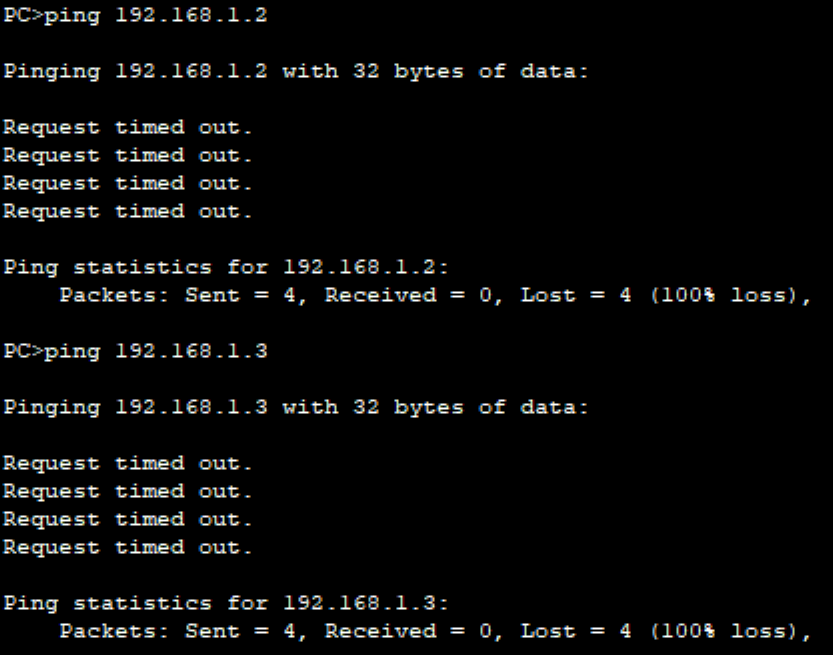 PC>ping 192.168.1.2
Pinging 192.168.1.2 with 32 bytes of data:
Request timed out.
Request timed out.
Request timed out.
Request timed out.
Ping statistics for 192.168.1.2:
    Packets: Sent = 4, Received = 0, Lost = 4 (100% loss),
PC>ping 192.168.1.3
Pinging 192.168.1.3 with 32 bytes of data:
Request timed out.
Request timed out.
Request timed out.
Request timed out.
Ping statistics for 192.168.1.3:
    Packets: Sent = 4, Received = 0, Lost = 4 (100% loss),